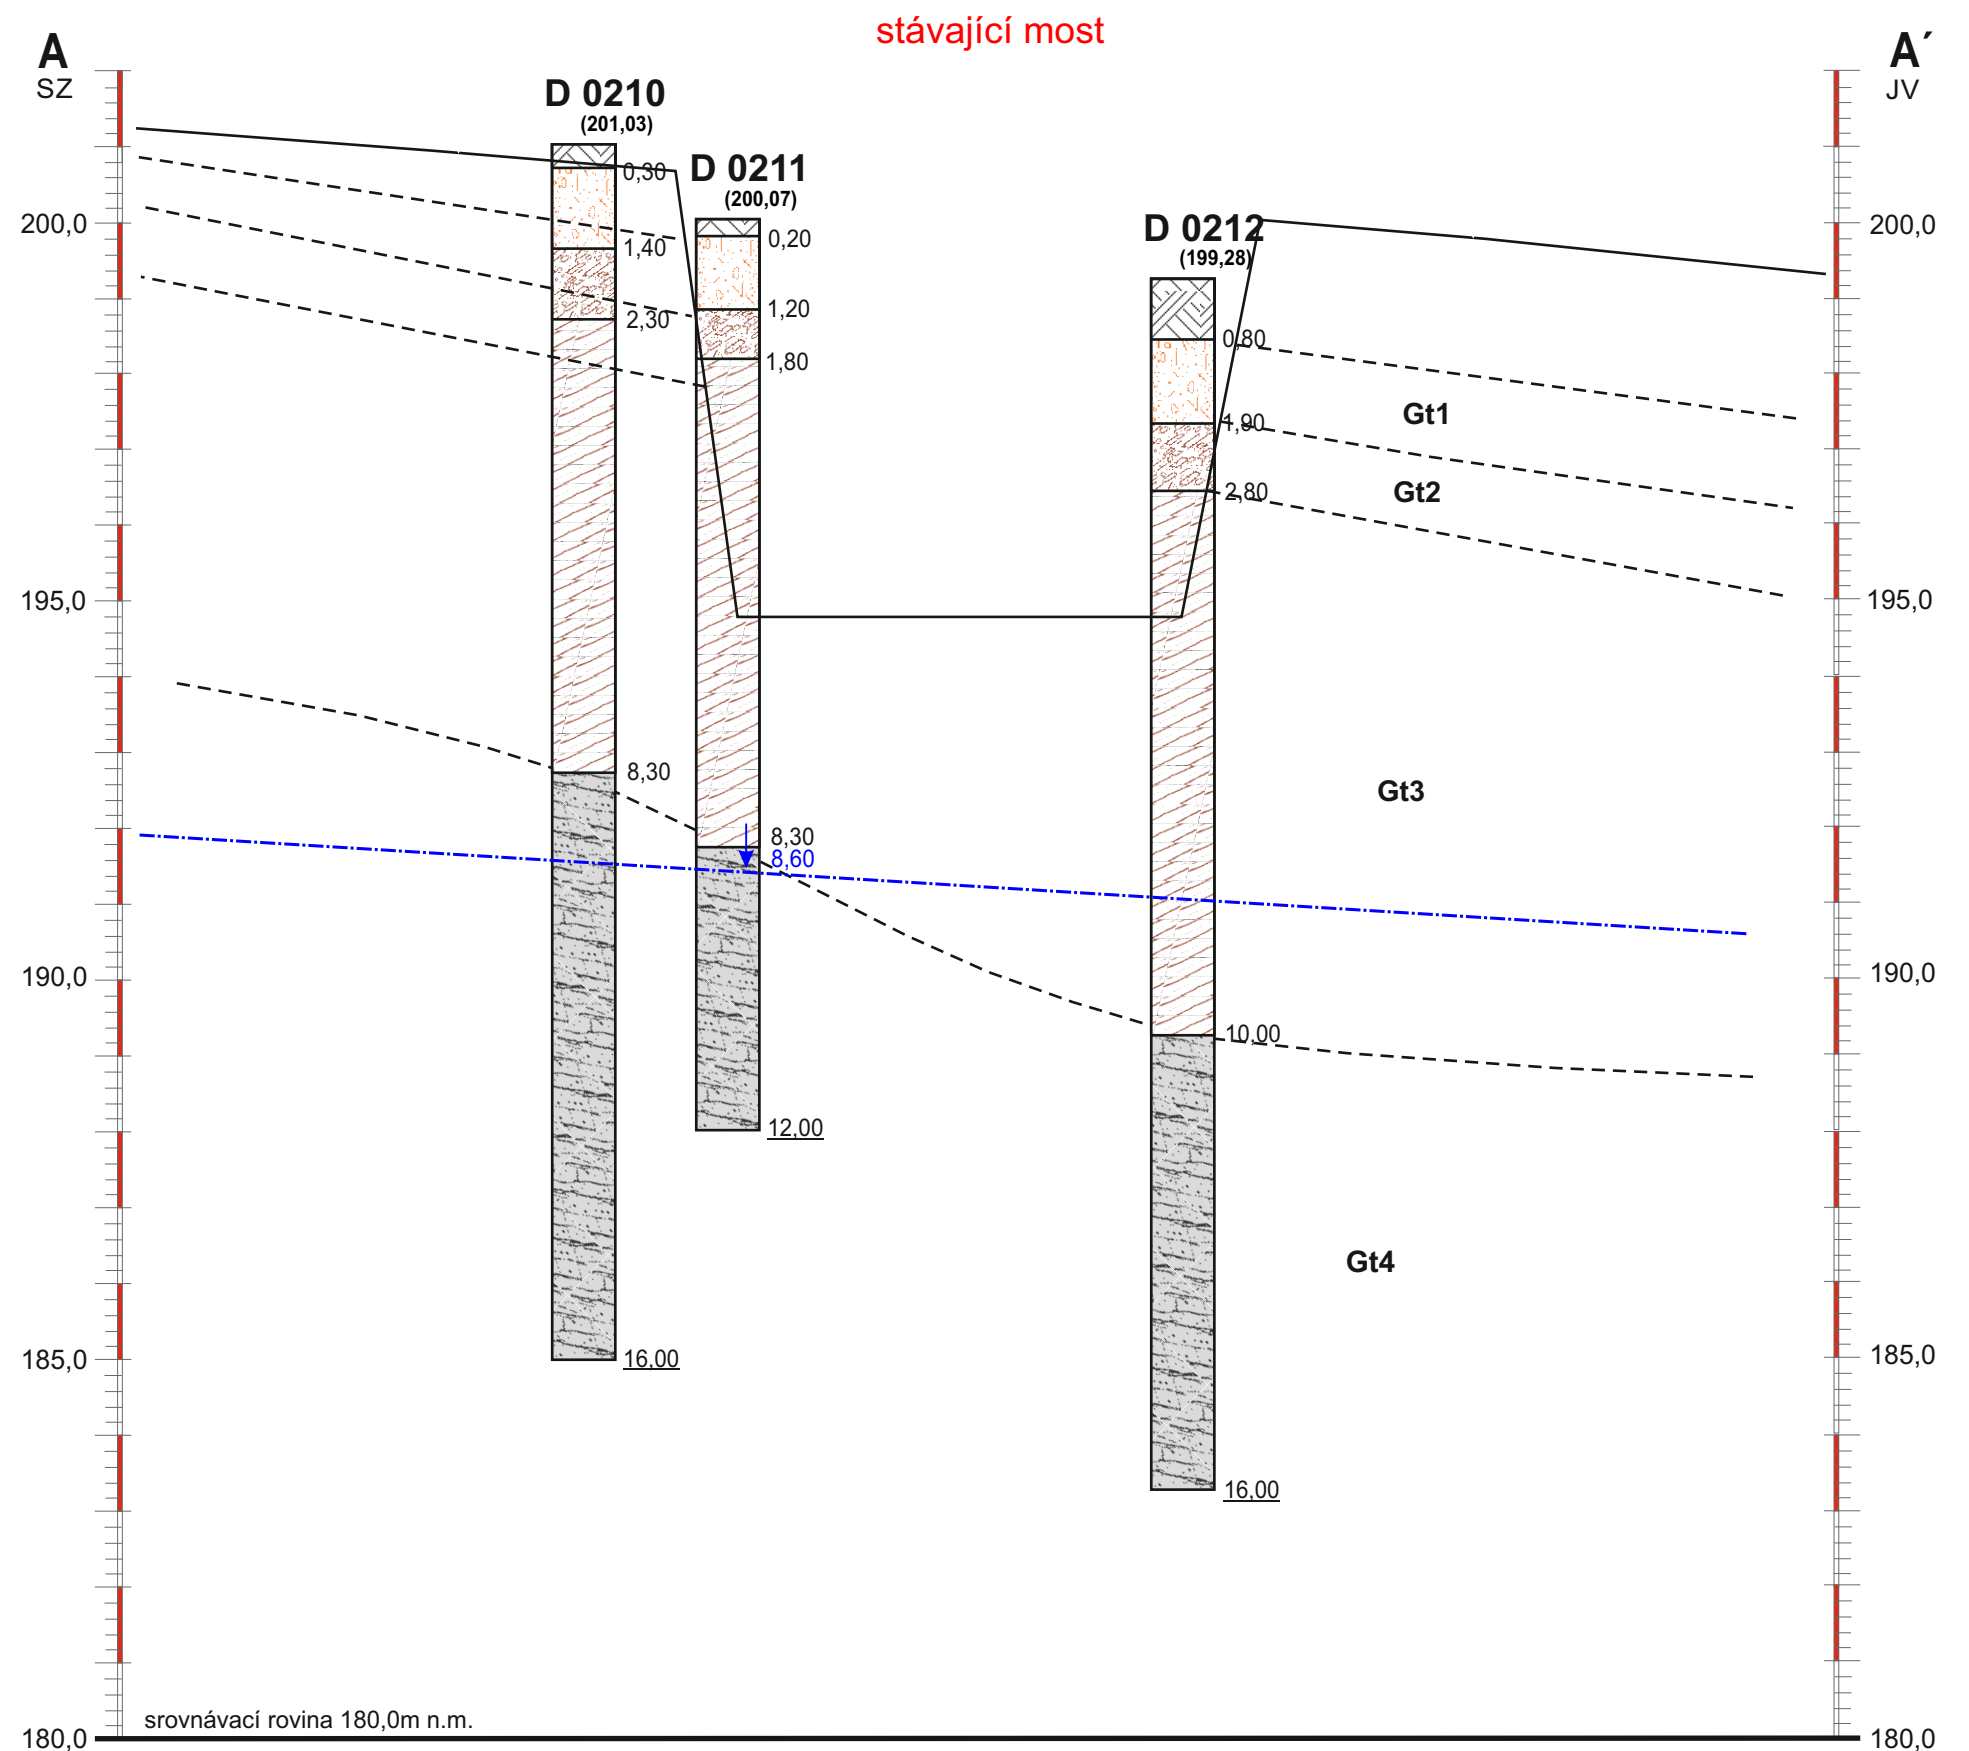 stávající most
A
SZ
A´
JV
D 0210
(201,03)
0,30
1,40
2,30
8,30
16,00
D 0211
(200,07)
0,20
1,20
1,80
8,30
8,60
12,00
D 0212
(199,28)
0,80
1,90
2,80
10,00
16,00
Gt1
Gt2
Gt3
Gt4
200,0
195,0
190,0
185,0
180,0
200,0
195,0
190,0
185,0
180,0
srovnávací rovina 180,0m n.m.